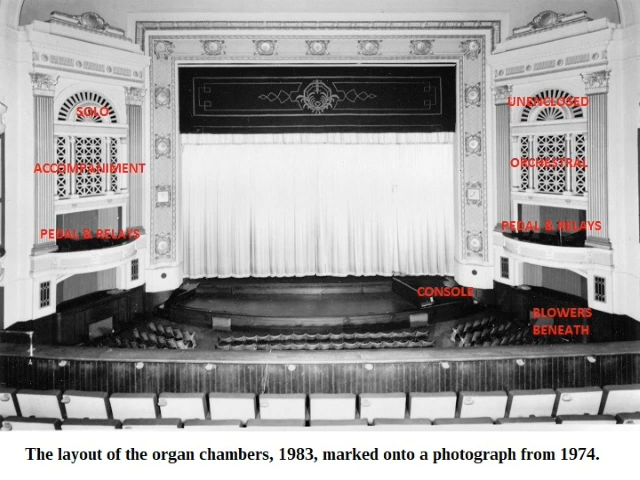 SOLO
UNENCLOSED
ACCOMPANIMENT
ORCHESTRAL
PEDAL & RELAYS
PEDAL & RELAYS
CONSOLE
BLOWERS
BENEATH
The layout of the organ chambers, 1983, marked onto a photograph from 1974.